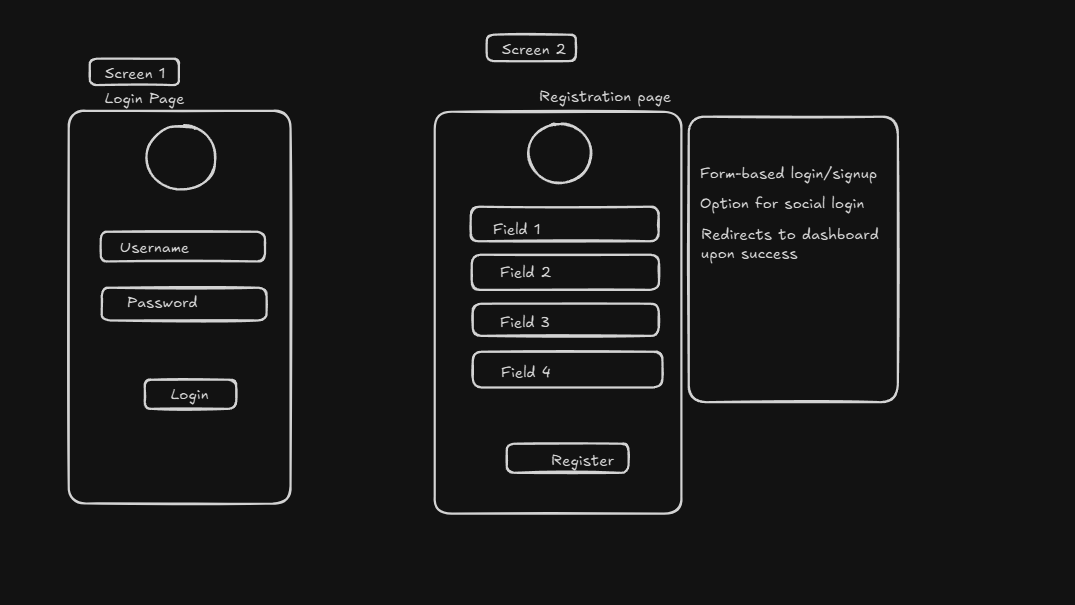 Screen 1
Login Page
Username
Password
Login
Screen 2
Registration page
Field 1
Field 2
Field 3
Field 4
Register
Form-based login/signup
Option for social login
Redirects to dashboard
upon success